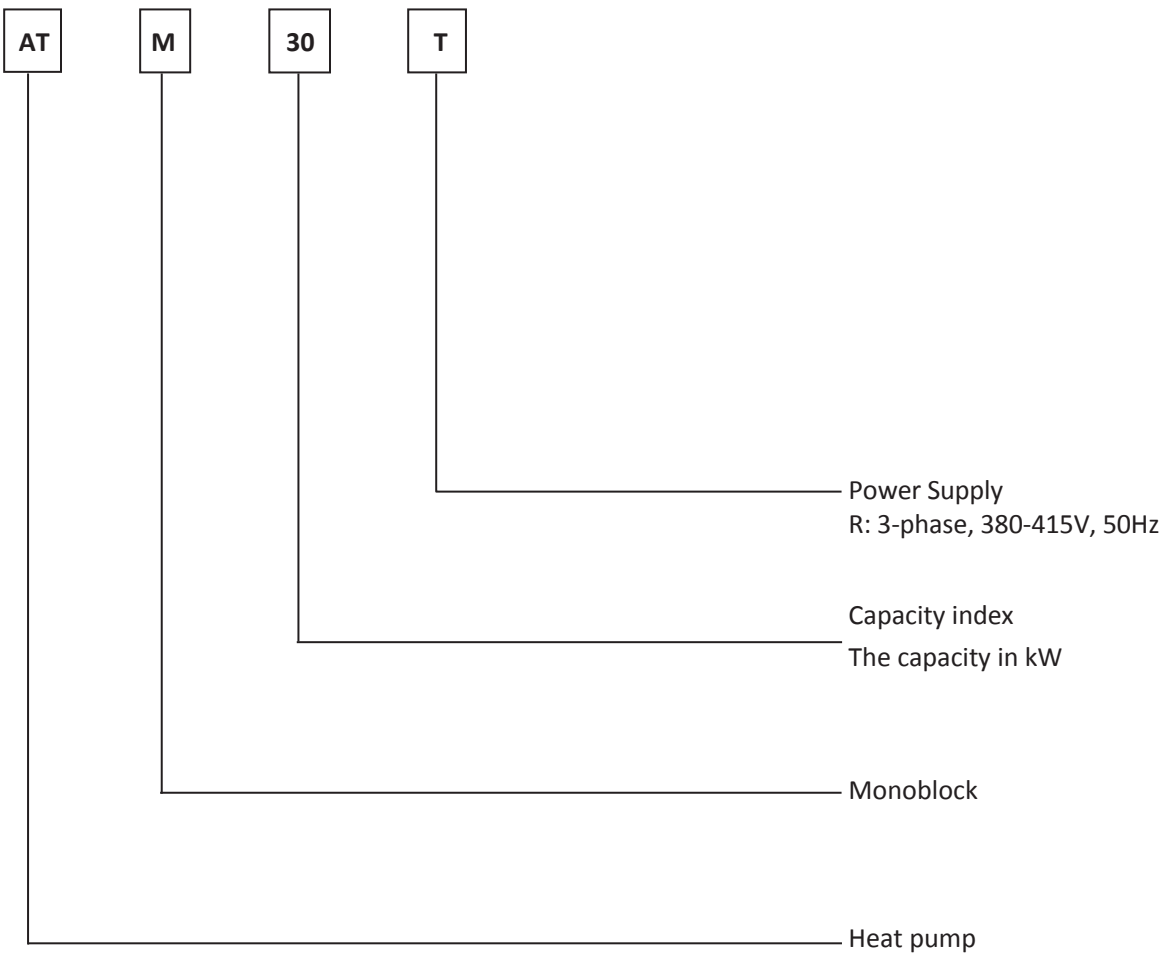 AT M 30 T
Power Supply
R: 3-phase, 380-415V, 50Hz
Capacity index
The capacity in kW
Monoblock
Heat pump